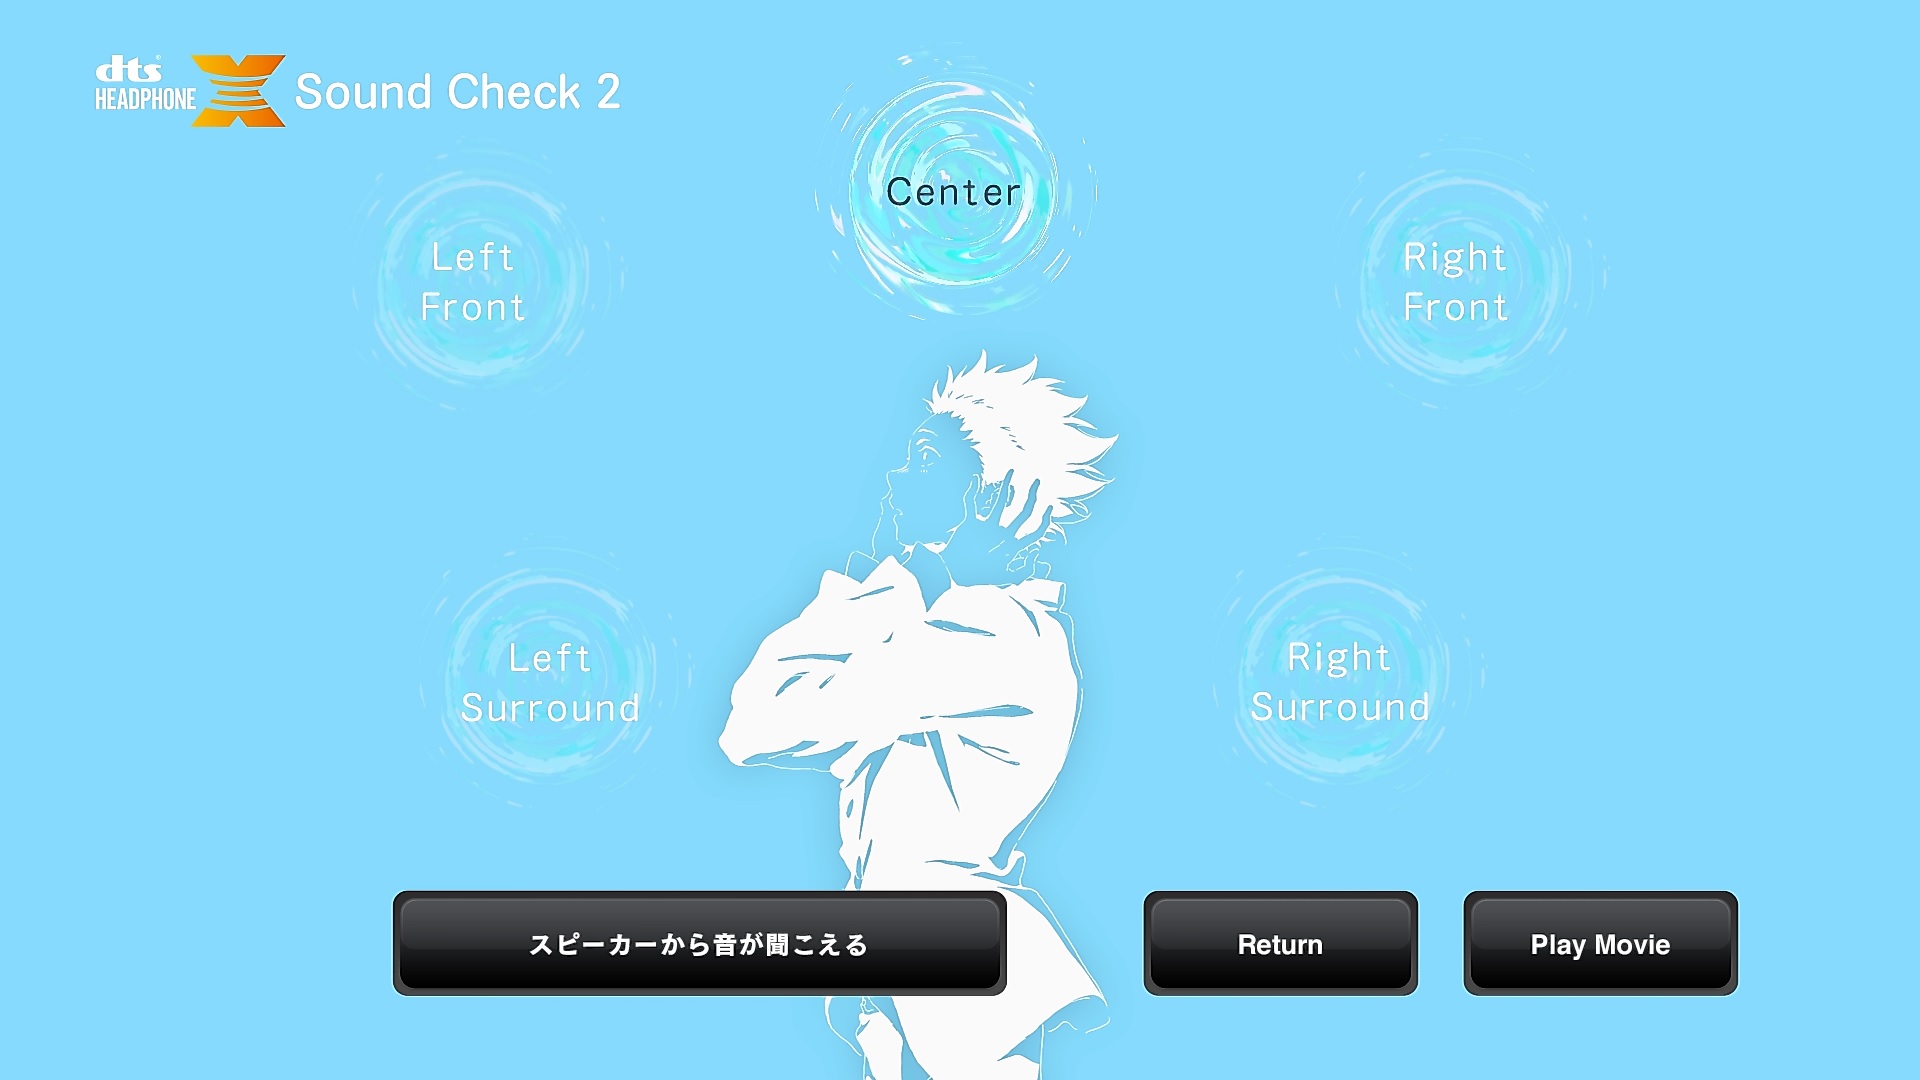 dts
HEADPHONE X Sound Check 2
Center
Left
Front
Right
Front
Left
Surround
Right
Surround
スピーカーから音が聞こえる
Return
Play Movie